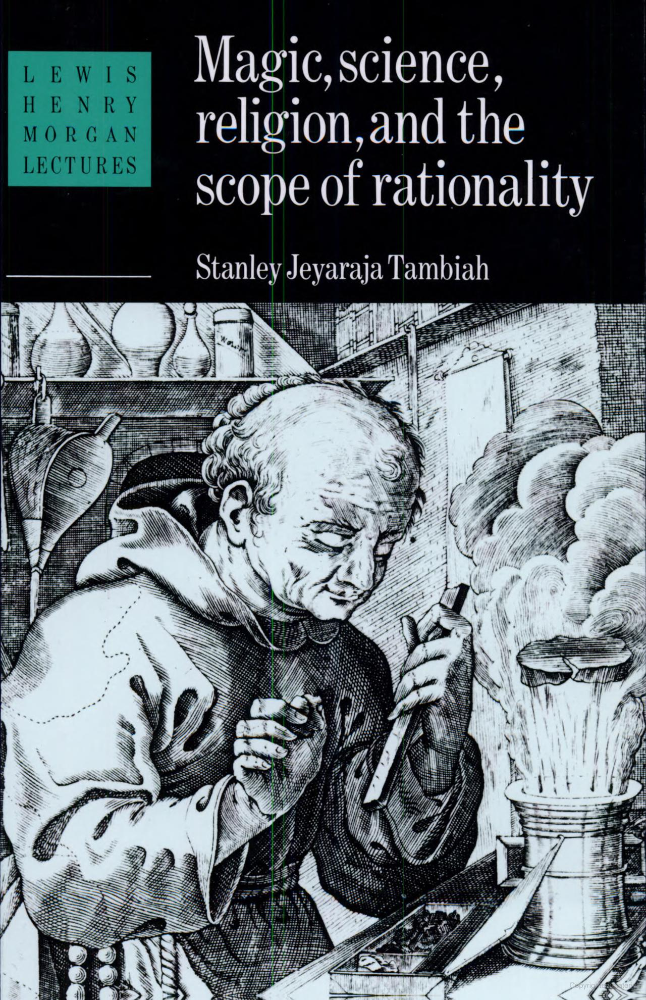 LEWIS
HENRY
MORGAN
LECTURES
Magic, science,
religion, and the
scope of rationality
Stanley Jeyaraja Tambiah